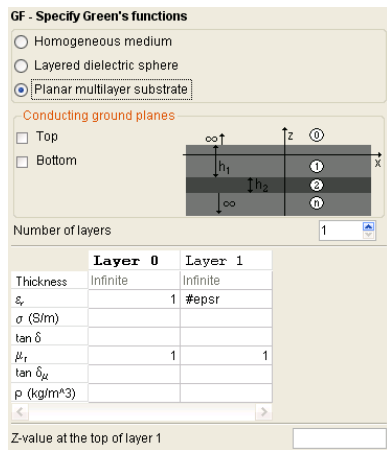 GF - Specify Green's functions
Homogeneous medium
Layered dielectric sphere
Planar multilayer substrate
Conducting ground planes
Top
Bottom
∞↑ z 0
x
h1 1
h2 2
∞ n
Number of layers 1
Layer 0 Layer 1
Thickness Infinite Infinite
εr 1 #epsr
σ (S/m)
tan δ
μr 1 1
tan δμ
ρ (kg/m^3)
Z-value at the top of layer 1